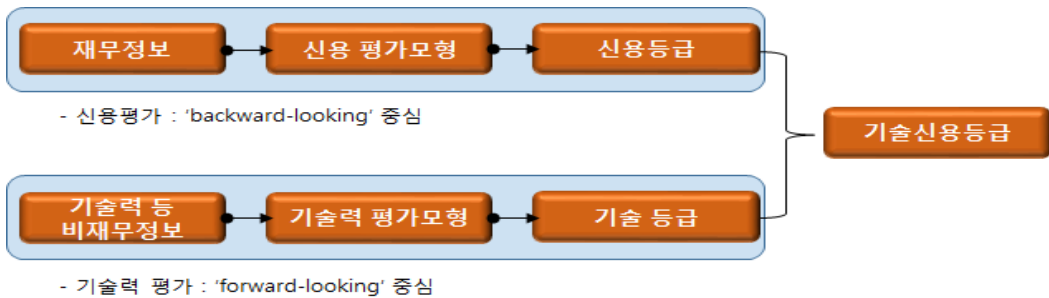 재무정보
신용 평가모형
신용등급
- 신용평가 : ‘backward-looking’ 중심
기술신용등급
기술력 등
비재무정보
기술력 평가모형
기술 등급
- 기술력 평가 : ‘forward-looking’ 중심